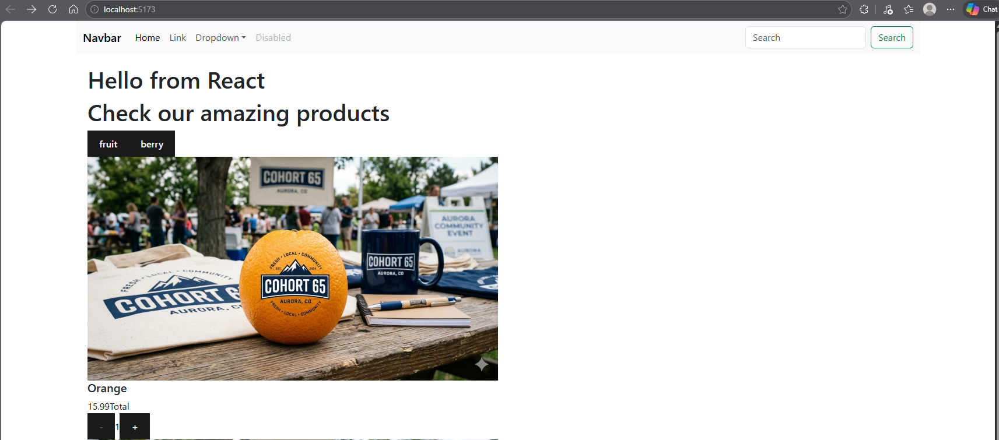 localhost:5173
Chat
Navbar Home Link Dropdown Disabled Search Search
Hello from React
Check our amazing products
fruit berry
COHORT 65
AURORA, CO
AURORA
COMMUNITY
EVENT
AURORA
FRESH • LOCAL • COMMUNITY
COHORT 6
AURORA, C
FRESH • LOCAL • COMMUNITY
EST. 2024
COHORT 65
AURORA, CO
FRESH • LOCAL • COMMUNITY
COHORT 65
AURORA, CO
COHORT 65
Orange
15.99Total
- 1 +